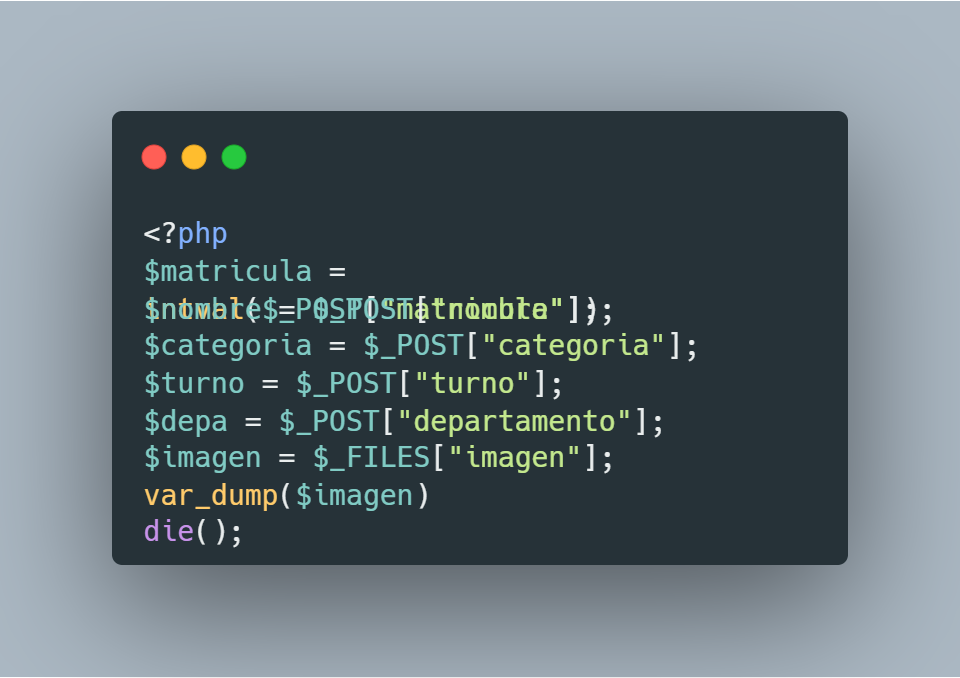 <?php
$matricula =
intval($_POST["matricula"]);
$nombre = $_POST["nombre"];
$categoria = $_POST["categoria"];
$turno = $_POST["turno"];
$depa = $_POST["departamento"];
$imagen = $_FILES["imagen"];
var_dump($imagen)
die();